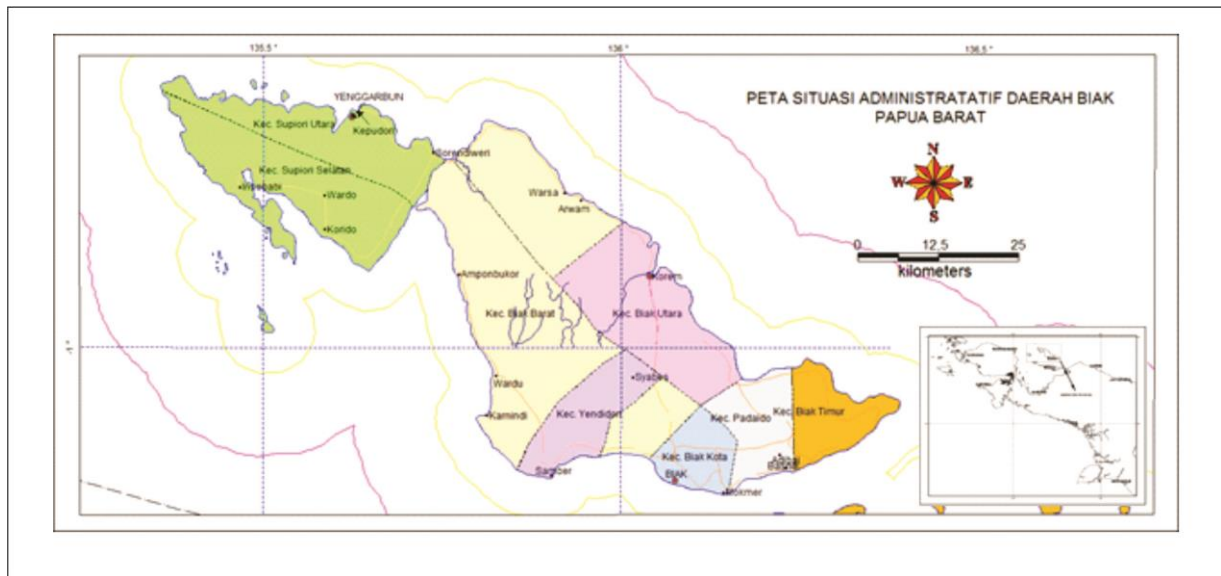 135.5°
136°
136.5°
PETA SITUASI ADMINISTRATATIF DAERAH BIAK
PAPUA BARAT
YENGGARBUN
Kec. Supiori Utara
Kepudori
Sorendiweri
Kec. Supiori Selatan
Wardo
Korido
Warsa
Arwam
N
W
E
S
0
12.5
25
kilometers
Amponbukor
Korem
Kec. Biak Barat
Kec. Biak Utara
-1°
Wardu
Syabes
Kamindi
Kec. Yendidori
Kec. Padaido
Kec. Biak Timur
Kec. Biak Kota
Samber
BIAK
Mokmer